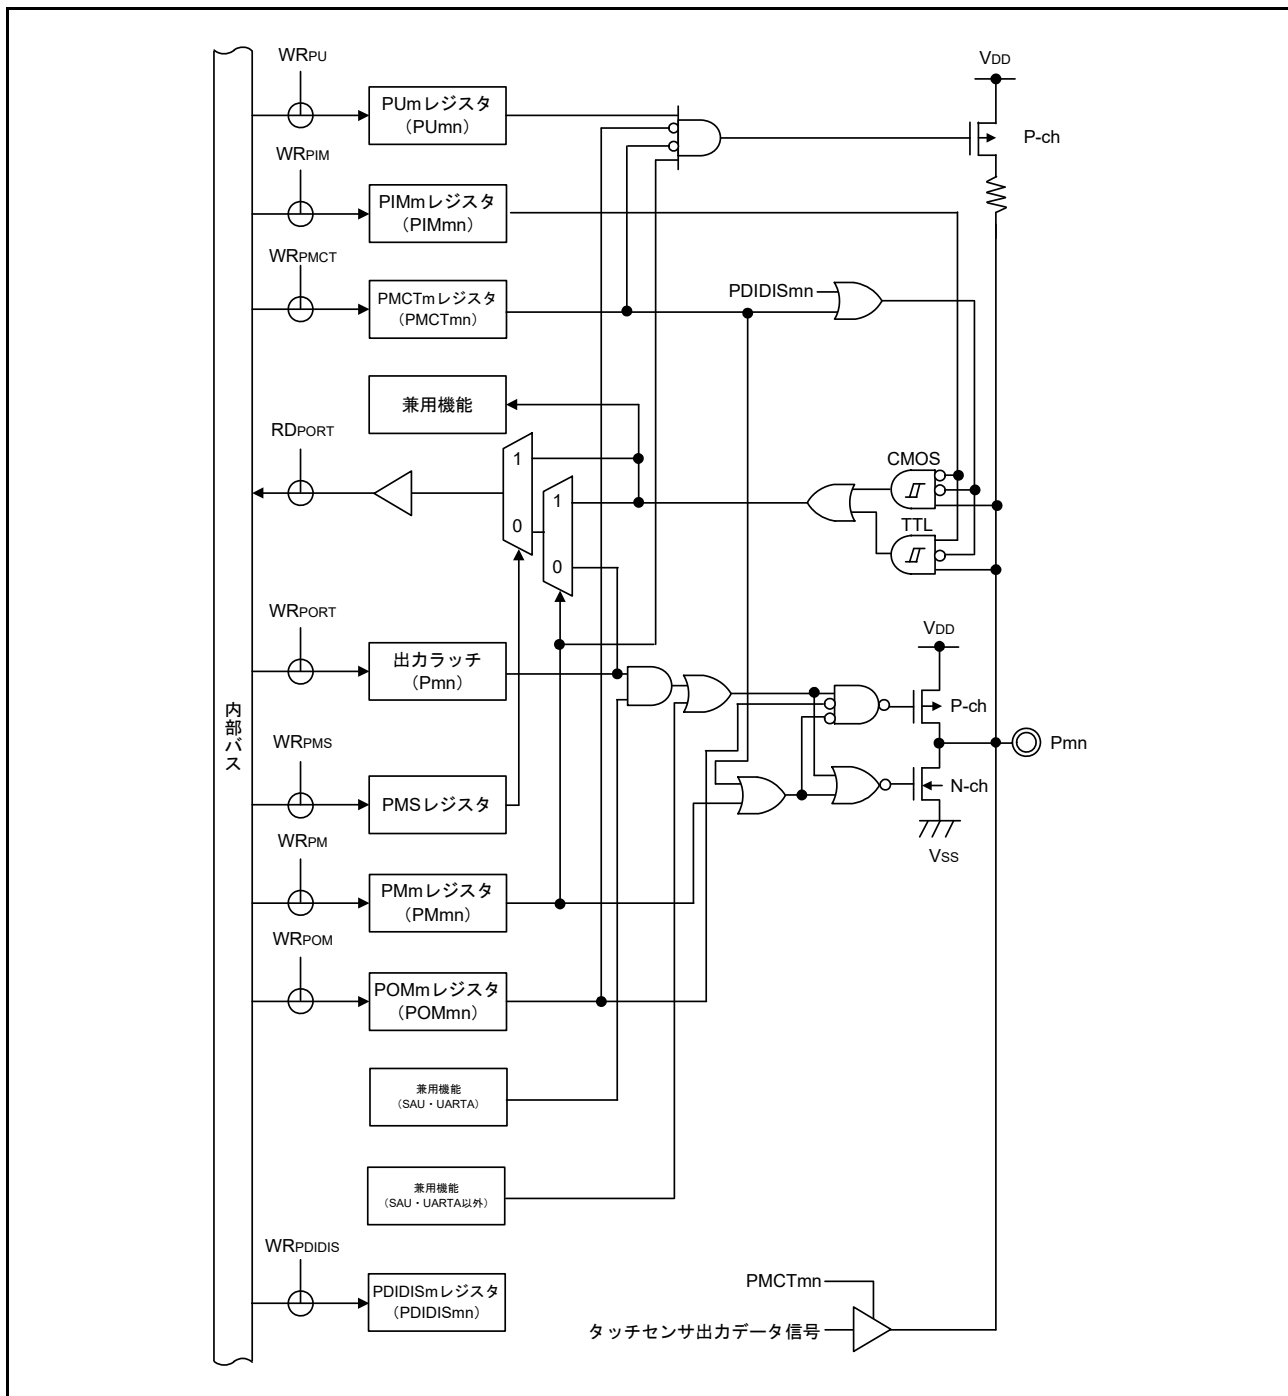 WRPU
PUmレジスタ
(PUmn)
VDD
P-ch
WRPIM
PIMmレジスタ
(PIMmn)
WRPMCT
PMCTmレジスタ
(PMCTmn)
PDIDISmn
兼用機能
RDPORT
1
0
1
0
CMOS
TTL
WRPORT
出力ラッチ
(Pmn)
VDD
P-ch
Pmn
N-ch
VSS
内部バス
WRPMS
PMSレジスタ
WRPM
PMmレジスタ
(PMmn)
WRPOM
POMmレジスタ
(POMmn)
兼用機能
(SAU・UARTA)
兼用機能
(SAU・UARTA以外)
WRPDIDIS
PDIDISmレジスタ
(PDIDISmn)
PMCTmn
タッチセンサ出力データ信号